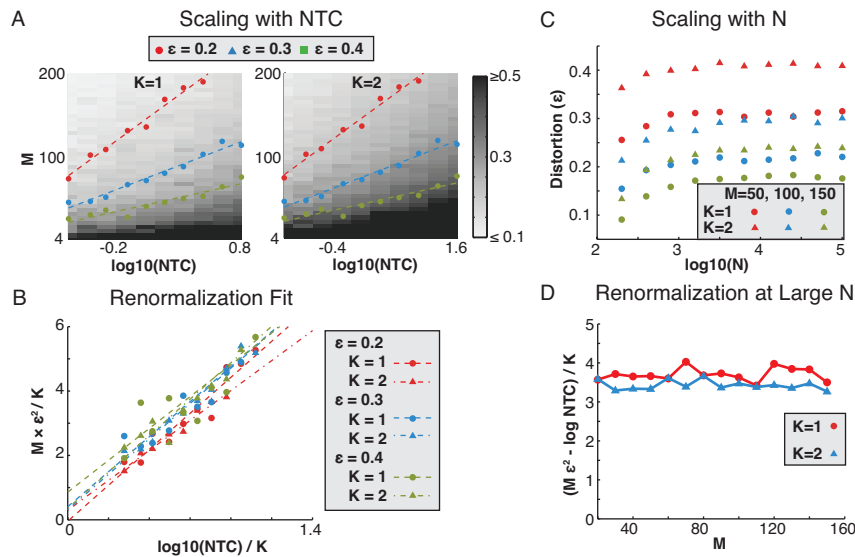 A Scaling with NTC
ε = 0.2 ε = 0.3 ε = 0.4
K=1
K=2
200
100
4
M
-0.2 0.8
log10(NTC)
200
100
4
-0.4 1.6
log10(NTC)
≥0.5
0.3
≤ 0.1
B Renormalization Fit
6
4
2
0
M × ε² / K
0 1.4
log10(NTC) / K
ε = 0.2
K = 1
K = 2
ε = 0.3
K = 1
K = 2
ε = 0.4
K = 1
K = 2
C Scaling with N
0.4
0.3
0.2
0.1
Distortion (ε)
M=50, 100, 150
K=1
K=2
2 3 4 5
log10(N)
D Renormalization at Large N
5
4
3
2
1
0
(M ε² - log NTC) / K
K=1
K=2
40 80 120 160
M